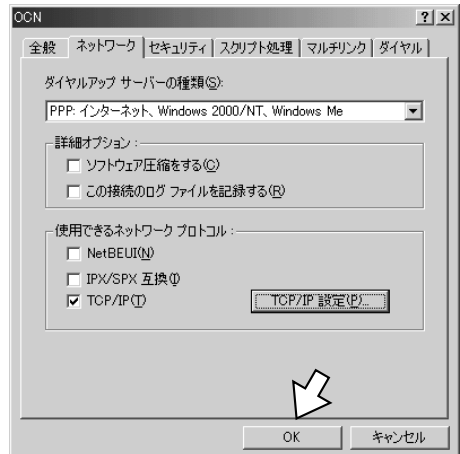 OCN
全般 ネットワーク セキュリティ スクリプト処理 マルチリンク ダイヤル
ダイヤルアップ サーバーの種類(S):
PPP: インターネット、Windows 2000/NT、Windows Me
詳細オプション :
ソフトウェア圧縮をする(C)
この接続のログ ファイルを記録する(R)
使用できるネットワーク プロトコル :
NetBEUI(N)
IPX/SPX 互換(I)
TCP/IP(T) TCP/IP 設定(P)...
OK キャンセル